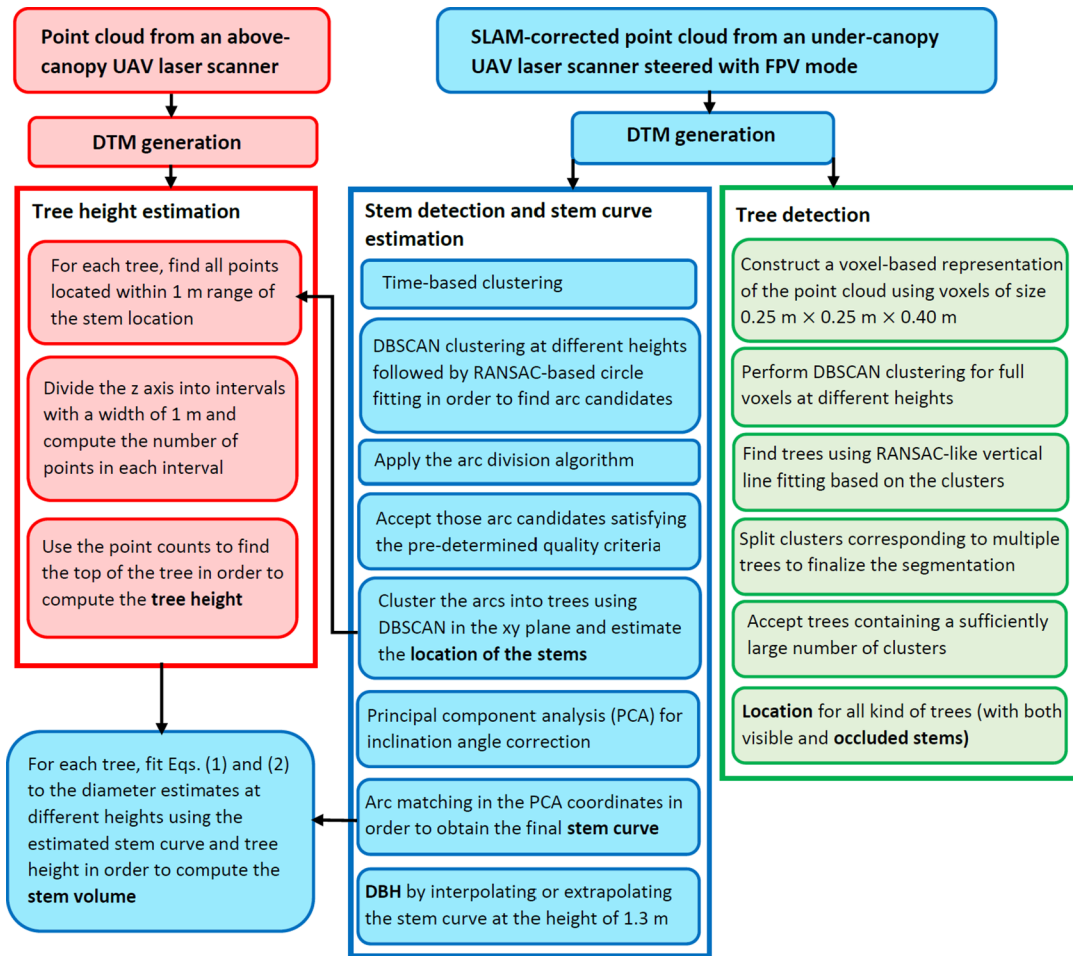 Point cloud from an above-
canopy UAV laser scanner
DTM generation
Tree height estimation
For each tree, find all points
located within 1 m range of
the stem location
Divide the z axis into intervals
with a width of 1 m and
compute the number of
points in each interval
Use the point counts to find
the top of the tree in order to
compute the tree height
For each tree, fit Eqs. (1) and (2)
to the diameter estimates at
different heights using the
estimated stem curve and tree
height in order to compute the
stem volume
SLAM-corrected point cloud from an under-canopy
UAV laser scanner steered with FPV mode
DTM generation
Stem detection and stem curve
estimation
Time-based clustering
DBSCAN clustering at different heights
followed by RANSAC-based circle
fitting in order to find arc candidates
Apply the arc division algorithm
Accept those arc candidates satisfying
the pre-determined quality criteria
Cluster the arcs into trees using
DBSCAN in the xy plane and estimate
the location of the stems
Principal component analysis (PCA) for
inclination angle correction
Arc matching in the PCA coordinates in
order to obtain the final stem curve
DBH by interpolating or extrapolating
the stem curve at the height of 1.3 m
Tree detection
Construct a voxel-based representation
of the point cloud using voxels of size
0.25 m × 0.25 m × 0.40 m
Perform DBSCAN clustering for full
voxels at different heights
Find trees using RANSAC-like vertical
line fitting based on the clusters
Split clusters corresponding to multiple
trees to finalize the segmentation
Accept trees containing a sufficiently
large number of clusters
Location for all kind of trees (with both
visible and occluded stems)